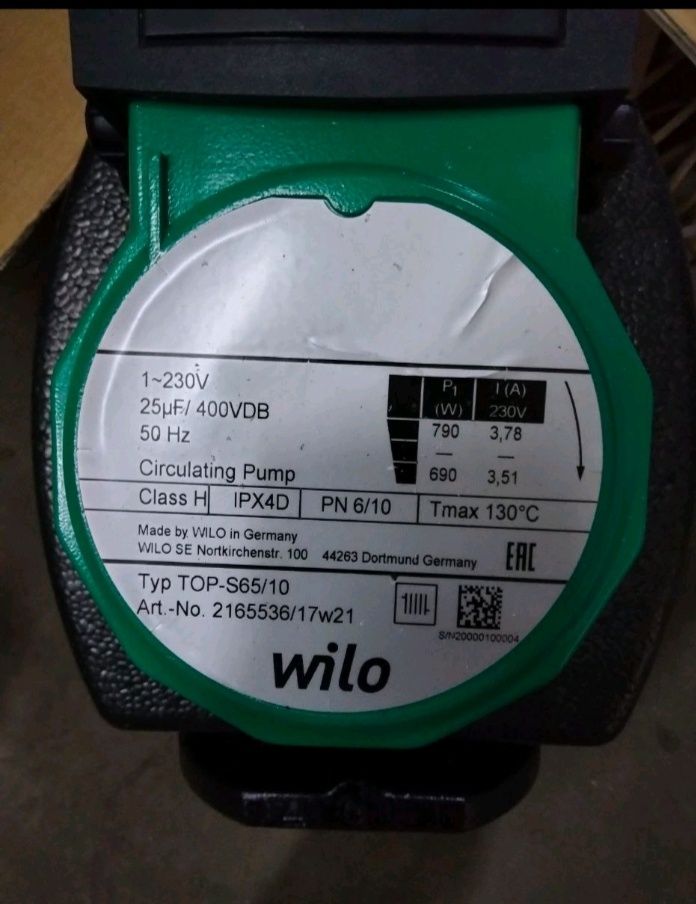 1~230V
25µF/ 400VDB
50 Hz
P1 (W) I (A) 230V
790 3,78
— —
690 3,51
Circulating Pump
Class H IPX4D PN 6/10 Tmax 130°C
Made by WILO in Germany
WILO SE Nortkirchenstr. 100 44263 Dortmund Germany
EAC
Typ TOP-S65/10
Art.-No. 2165536/17w21
S/N20000100004
wilo